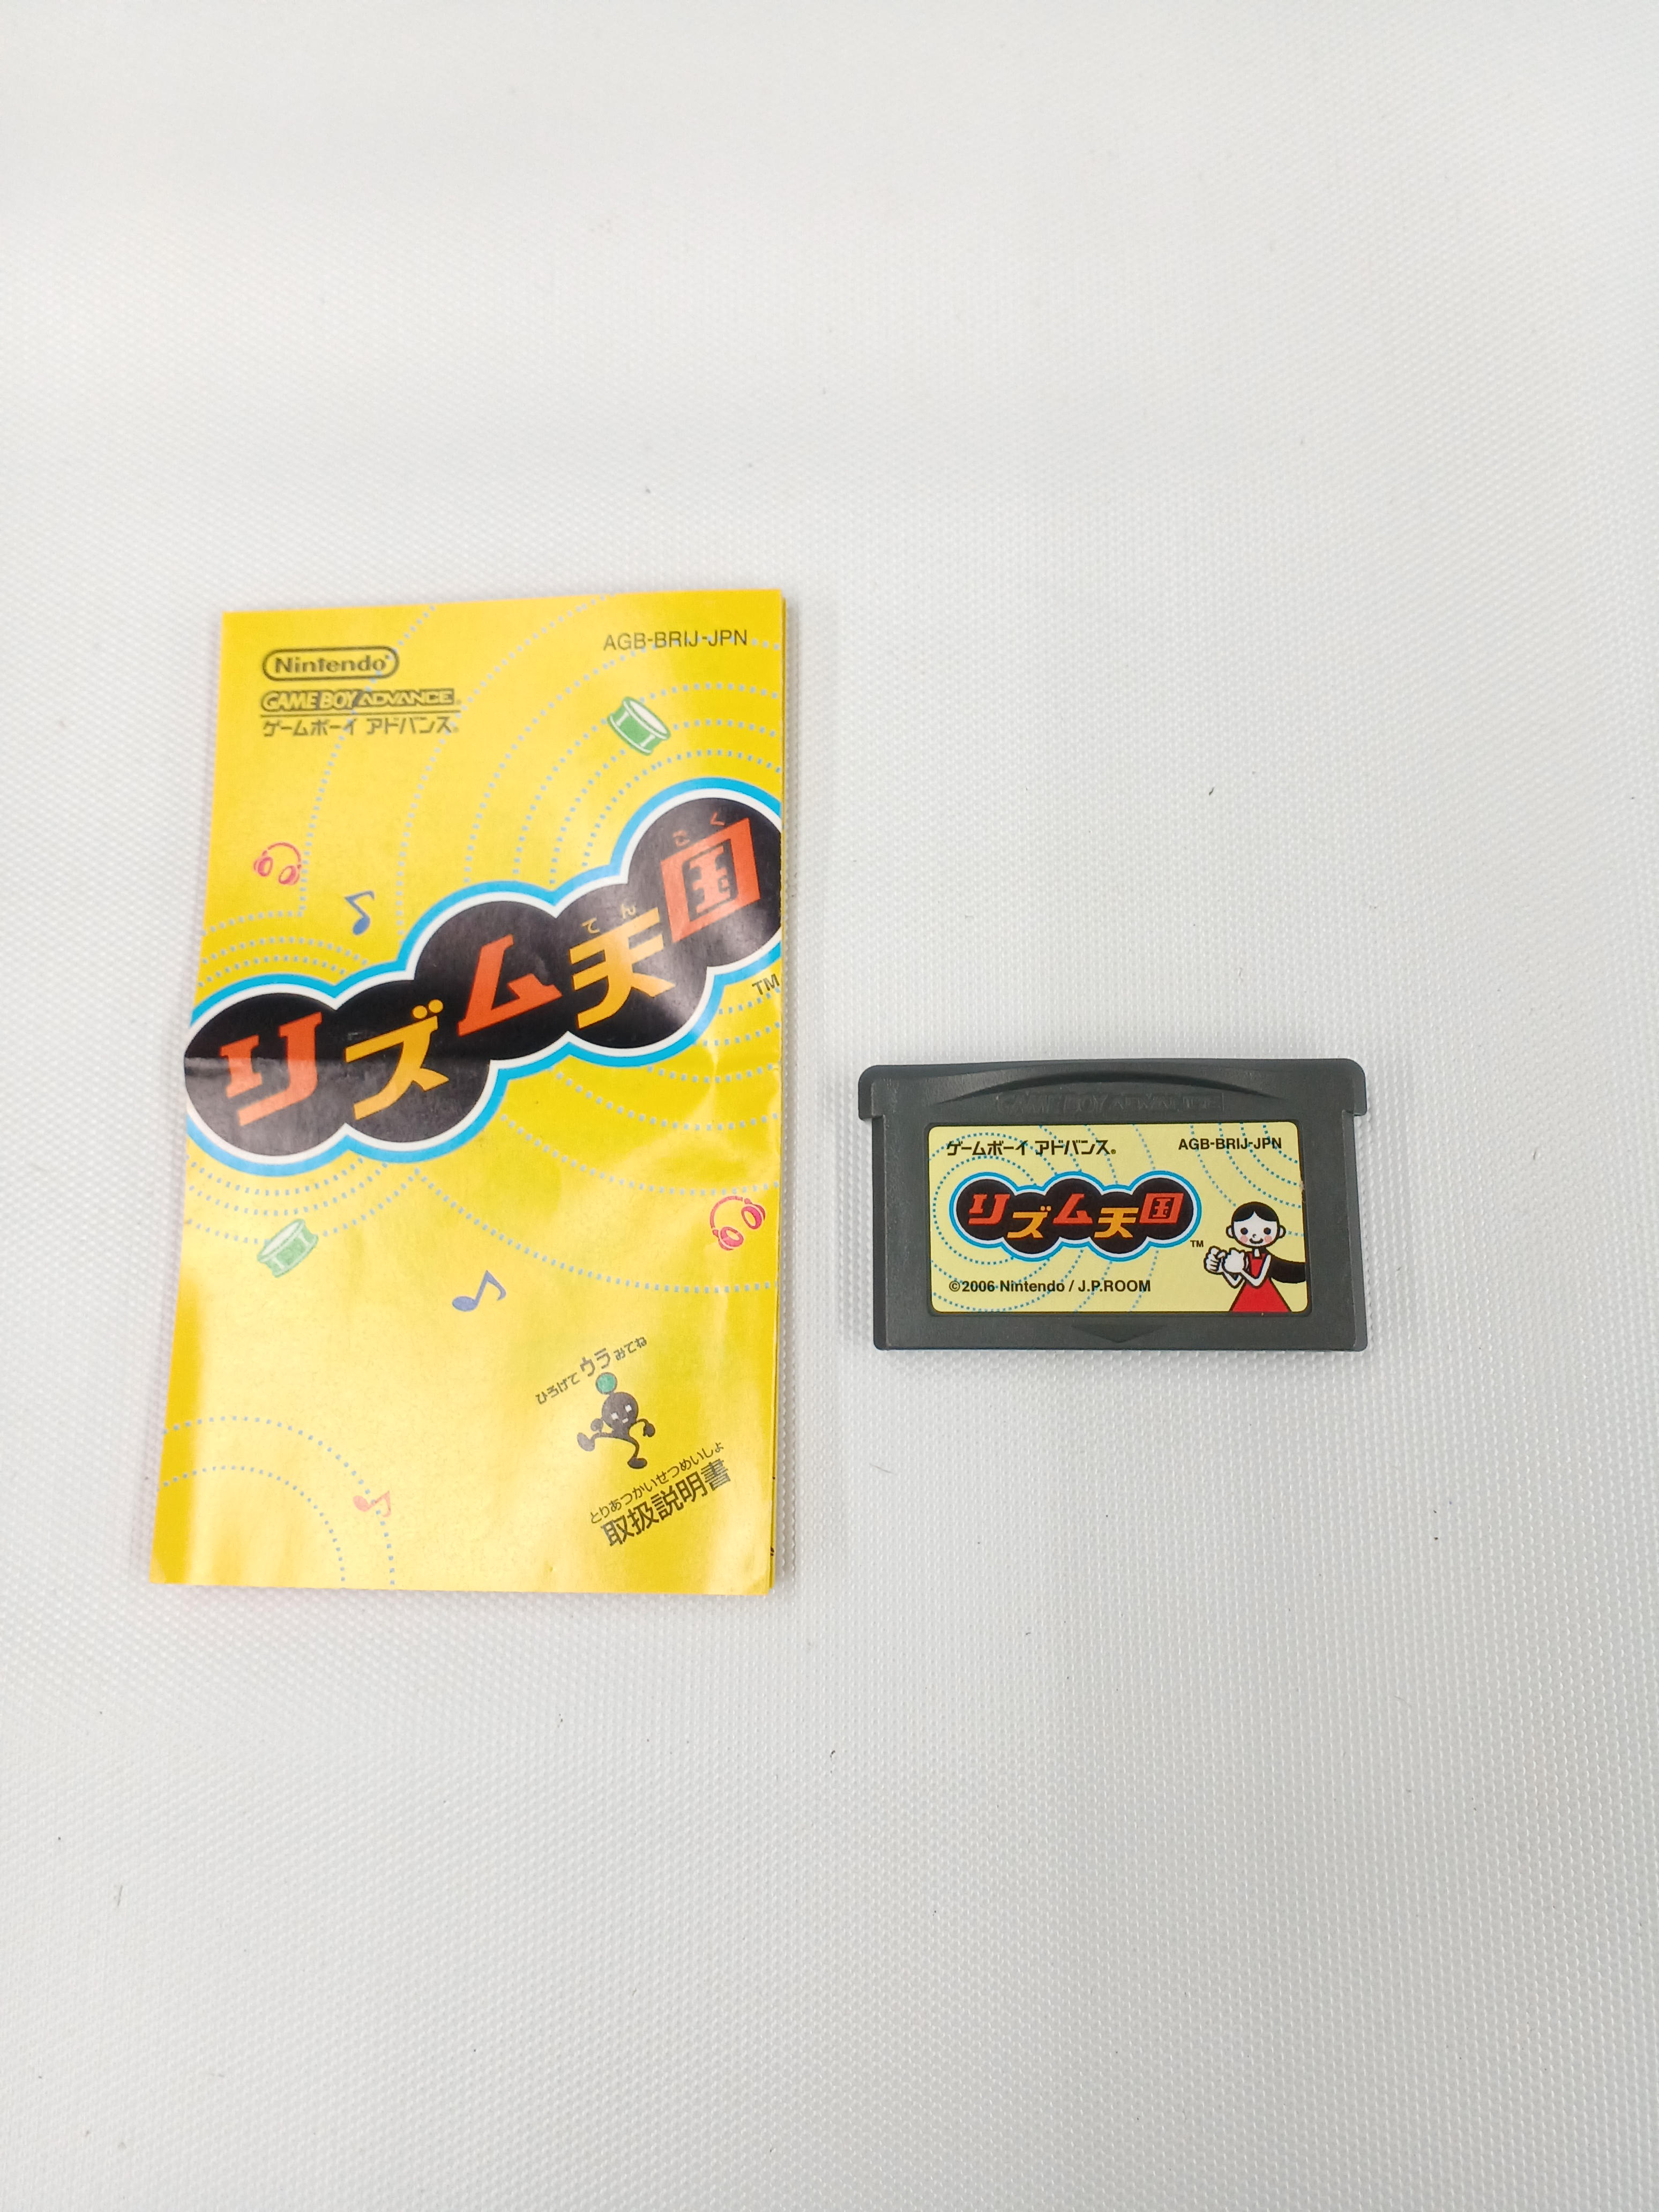 Nintendo®
AGB-BRIJ-JPN
GAME BOY ADVANCE®
ゲームボーイ アドバンス®
てんごく
リズム天国
TM
ひろげて ウラ みてね
とりあつかいせつめいしょ
取扱説明書
GAME BOY ADVANCE
ゲームボーイ アドバンス®
AGB-BRIJ-JPN
リズム天国
TM
©2006 Nintendo / J.P.ROOM